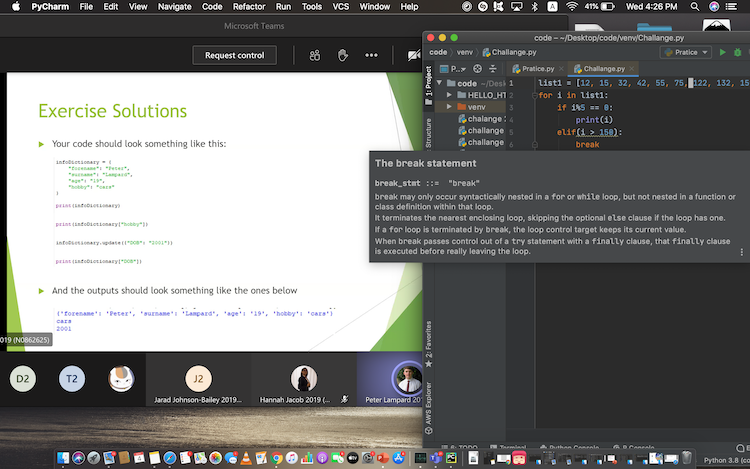 PyCharm File Edit View Navigate Code Refactor Run Tools VCS Window
41% Wed 4:26 PM
Microsoft Teams
Request control
Exercise Solutions
Your code should look something like this:
infoDictionary = {
"forename": "Peter",
"surname": "Lampard",
"age": "19",
"hobby": "cars"
}
print(infoDictionary)
print(infoDictionary["hobby"])
infoDictionary.update({"DOB": "2001"})
print(infoDictionary["DOB"])
And the outputs should look something like the ones below
{'forename': 'Peter', 'surname': 'Lampard', 'age': '19', 'hobby': 'cars'}
cars
2001
019 (N0862625)
D2
T2
J2
Jarad Johnson-Bailey 2019...
Hannah Jacob 2019 (...
Peter Lampard 20
code – ~/Desktop/code/venv/Challange.py
code venv Challange.py
Pratice
1: Project
P...
Pratice.py
Challange.py
code ~/Desk
HELLO_HT
venv
chalange
challange
challange
Structure
1 list1 = [12, 15, 32, 42, 55, 75, 122, 132, 15
2 for i in list1:
3 if i%5 == 0:
4 print(i)
5 elif(i > 150):
6 break
The break statement
break_stmt ::= "break"
break may only occur syntactically nested in a for or while loop, but not nested in a function or
class definition within that loop.
It terminates the nearest enclosing loop, skipping the optional else clause if the loop has one.
If a for loop is terminated by break, the loop control target keeps its current value.
When break passes control out of a try statement with a finally clause, that finally clause
is executed before really leaving the loop.
2: Favorites
AWS Explorer
6: TODO Terminal Python Console
Python 3.8